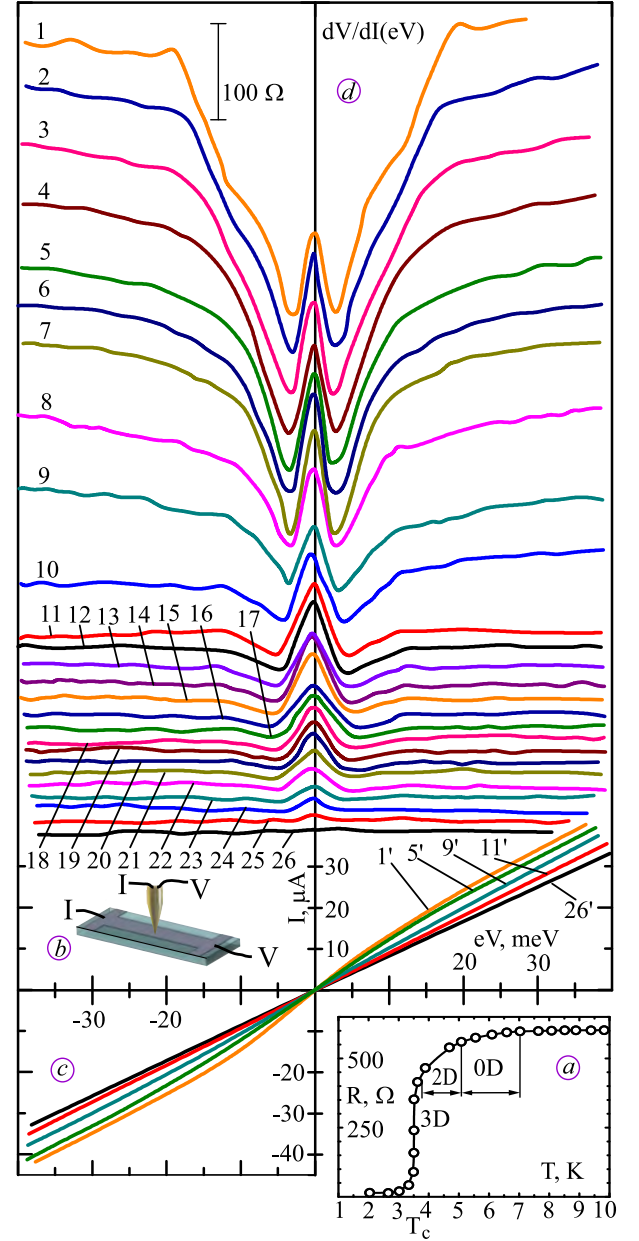 1
dV/dI(eV)
100 Ω
d
2
3
4
5
6
7
8
9
10
11 12 13 14 15 16 17
18 19 20 21 22 23 24 25 26
I, μA
30
20
10
1' 5' 9' 11' 26'
eV, meV
20 30
I V
I
V
b
-30 -20
c
-10
-20
-30
-40
a
500
R, Ω
250
2D 0D
3D
T, K
1 2 3 4 5 6 7 8 9 10
Tc